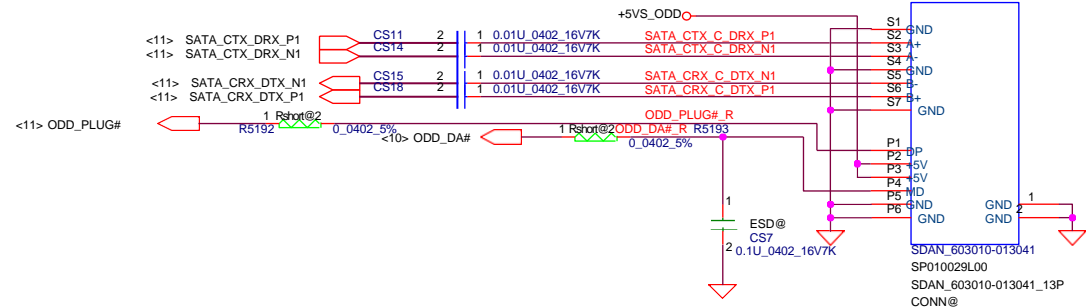 +5VS_ODD
<11> SATA_CTX_DRX_P1 CS11 2 1 0.01U_0402_16V7K SATA_CTX_C_DRX_P1
<11> SATA_CTX_DRX_N1 CS14 2 1 0.01U_0402_16V7K SATA_CTX_C_DRX_N1
<11> SATA_CRX_DTX_N1 CS15 2 1 0.01U_0402_16V7K SATA_CRX_C_DTX_N1
<11> SATA_CRX_DTX_P1 CS18 2 1 0.01U_0402_16V7K SATA_CRX_C_DTX_P1
<11> ODD_PLUG# 1 Rshort@2 ODD_PLUG#_R
R5192 0_0402_5%
<10> ODD_DA# 1 Rshort@2 ODD_DA#_R R5193
0_0402_5%
S1 GND
S2 A+
S3 A-
S4 GND
S5 B-
S6 B+
S7 GND
P1 DP
P2 +5V
P3 +5V
P4 MD
P5 GND
P6 GND
GND 1
GND 2
1
ESD@
CS7
2 0.1U_0402_16V7K
SDAN_603010-013041
SP010029L00
SDAN_603010-013041_13P
CONN@